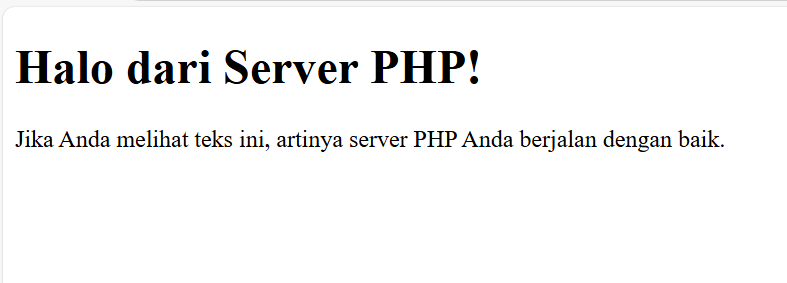 Halo dari Server PHP!
Jika Anda melihat teks ini, artinya server PHP Anda berjalan dengan baik.